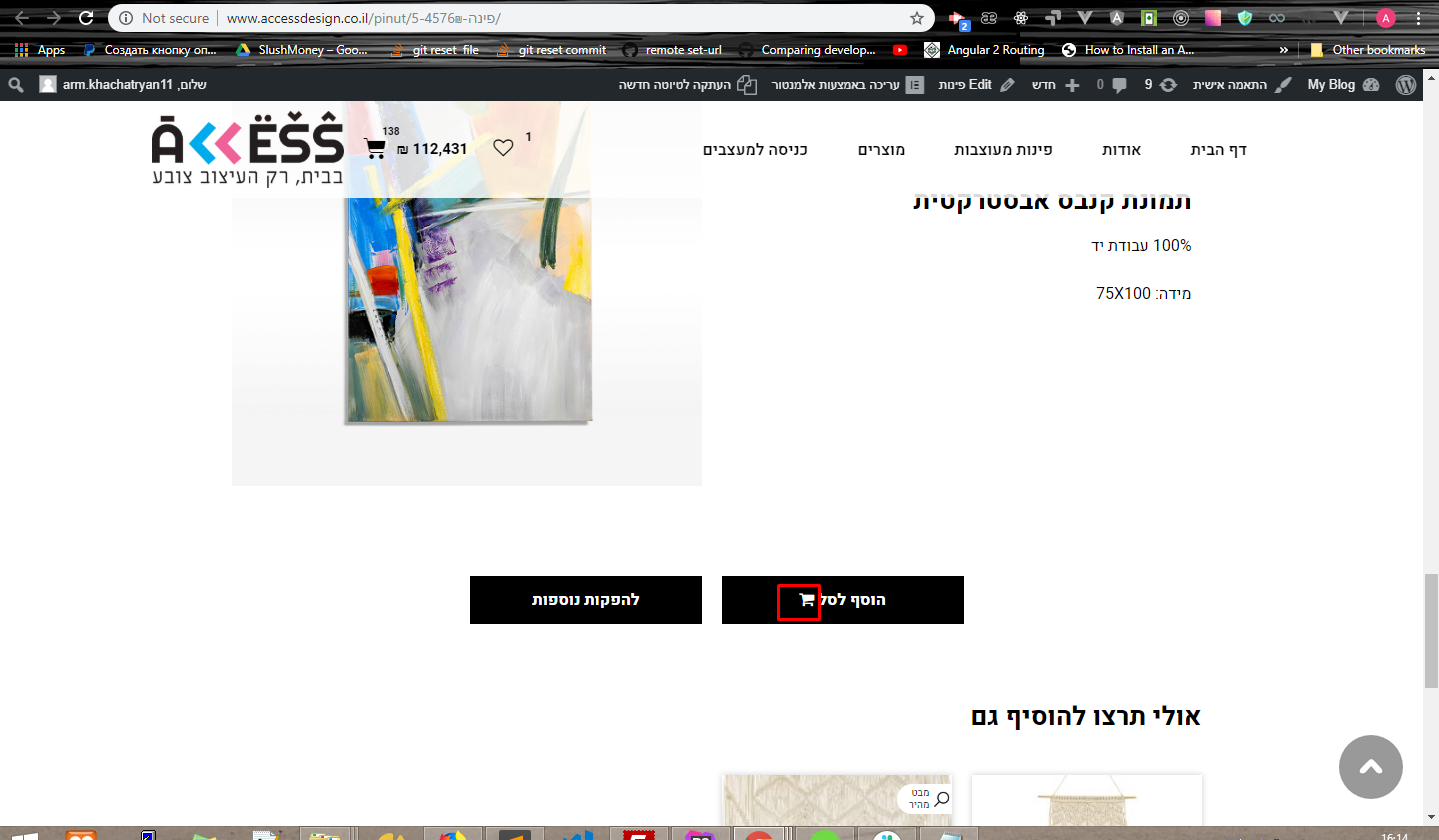 Not secure | www.accessdesign.co.il/pinut/5-4576₪-פינה/
2
A
Apps
Создать кнопку оп...
SlushMoney – Goo...
git reset file
git reset commit
remote set-url
Comparing develop...
Angular 2 Routing
How to Install an A...
»
Other bookmarks
My Blog
התאמה אישית
9
0
חדש
Edit פינות
עריכה באמצעות אלמנטור
העתקה לטיוטה חדשה
שלום, arm.khachatryan11
דף הבית
אודות
פינות מעוצבות
מוצרים
כניסה למעצבים
1
138
₪ 112,431
ACCESS
בבית, רק העיצוב צובע
תמונת קנבס אבסטרקטית
100% עבודת יד
מידה: 75X100
הוסף לסל
להפקות נוספות
אולי תרצו להוסיף גם
מבט
מהיר
16:14